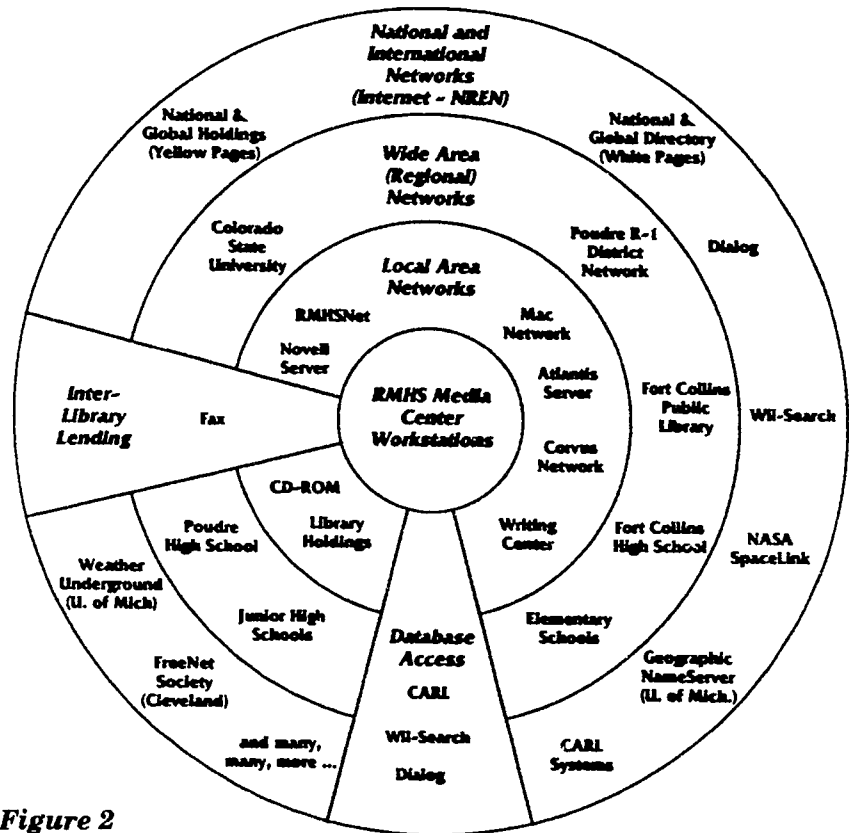 National and
International
Networks
(Internet - NREN)
National &
Global Holdings
(Yellow Pages)
National &
Global Directory
(White Pages)
Wide Area
(Regional)
Networks
Colorado
State
University
Poudre R-1
District
Network
Dialog
Local Area
Networks
RMHSNet
Mac
Network
Novell
Server
Atlantis
Server
Inter-
Library
Lending
Fax
RMHS Media
Center
Workstations
Fort Collins
Public
Library
Wil-Search
Corvus
Network
CD-ROM
Library
Holdings
Writing
Center
Poudre
High School
Fort Collins
High School
NASA
SpaceLink
Weather
Underground
(U. of Mich)
Junior High
Schools
Database
Access
CARL
Wil-Search
Dialog
Elementary
Schools
Geographic
NameServer
(U. of Mich.)
FreeNet
Society
(Cleveland)
and many,
many, more ...
CARL
Systems
Figure 2